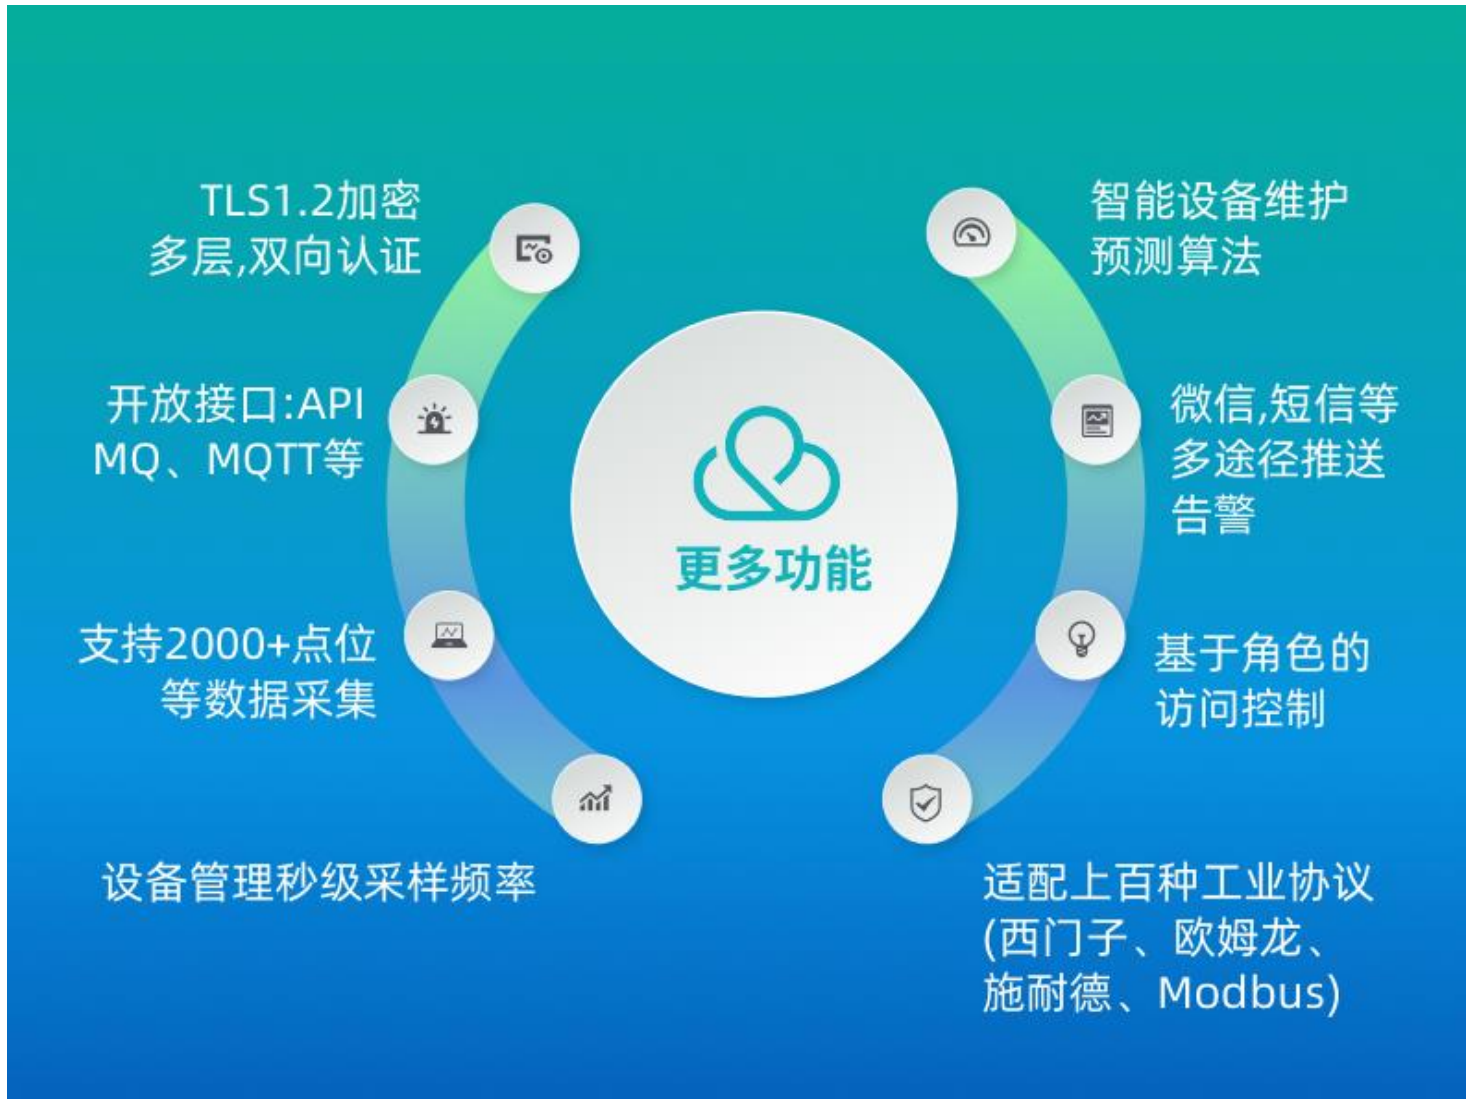 TLS1.2加密
多层,双向认证
开放接口:API
MQ、MQTT等
支持2000+点位
等数据采集
设备管理秒级采样频率
更多功能
智能设备维护
预测算法
微信,短信等
多途径推送
告警
基于角色的
访问控制
适配上百种工业协议
(西门子、欧姆龙、
施耐德、Modbus)